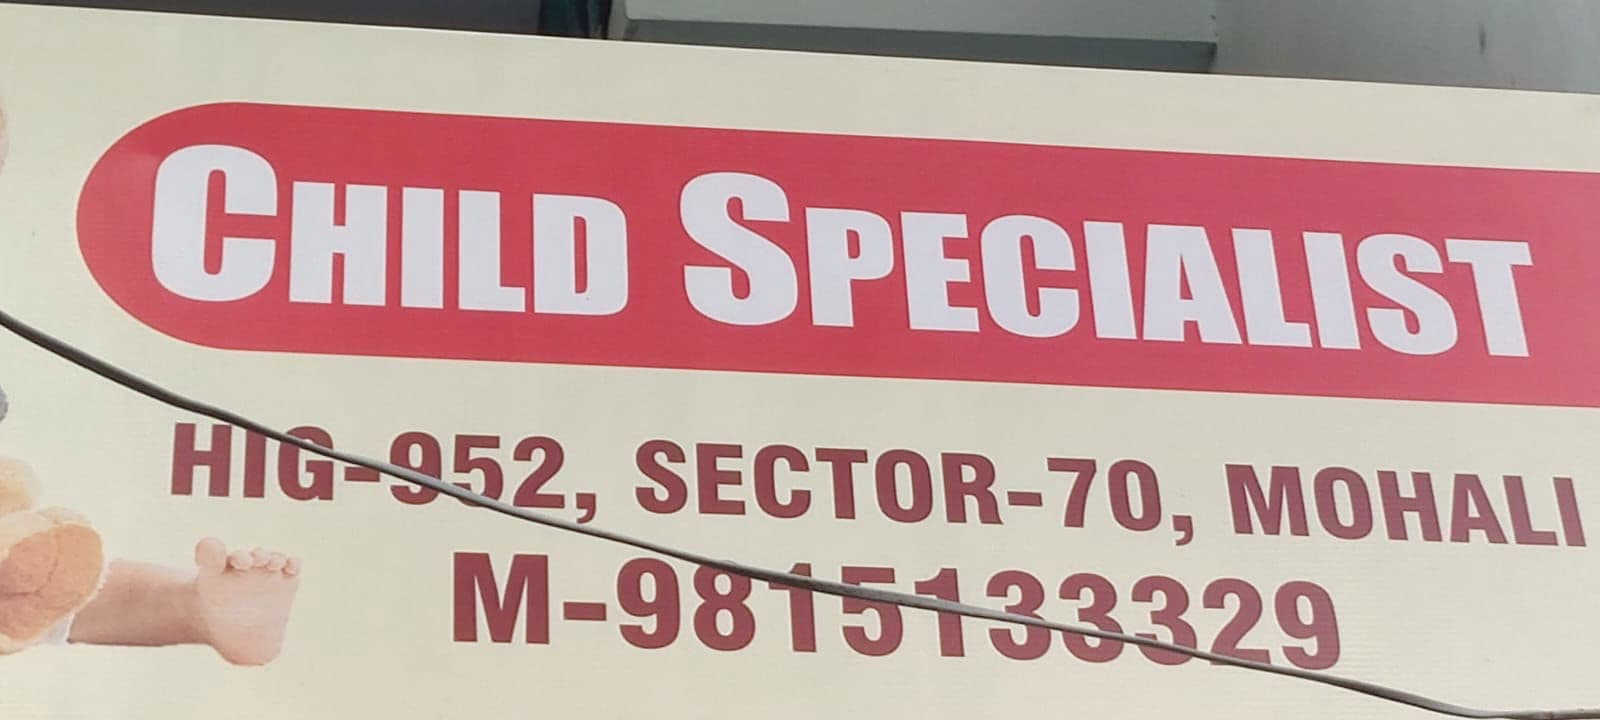 CHILD SPECIALIST
HIG-952, SECTOR-70, MOHALI
M-9815133329